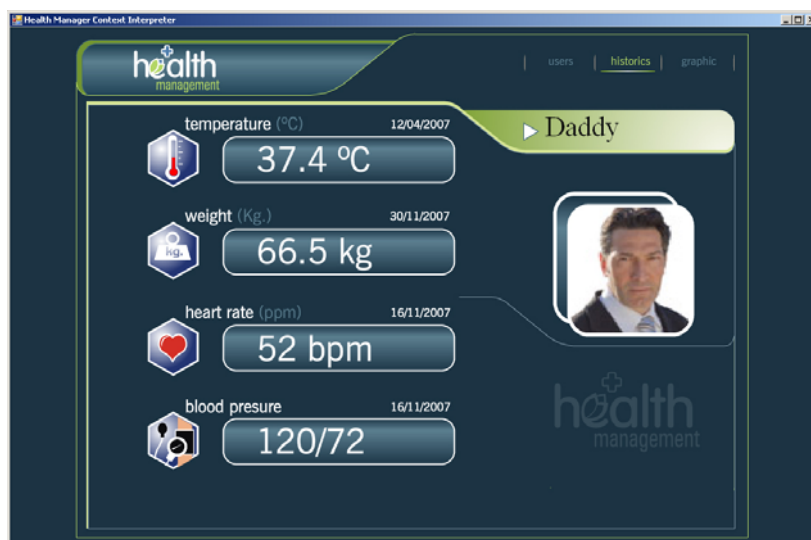 Health Manager Context Interpreter
health
management
users | historics | graphic
temperature (ºC) 12/04/2007
37.4 ºC
Daddy
weight (Kg.) 30/11/2007
kg.
66.5 kg
heart rate (ppm) 16/11/2007
52 bpm
blood presure 16/11/2007
120/72
health
management